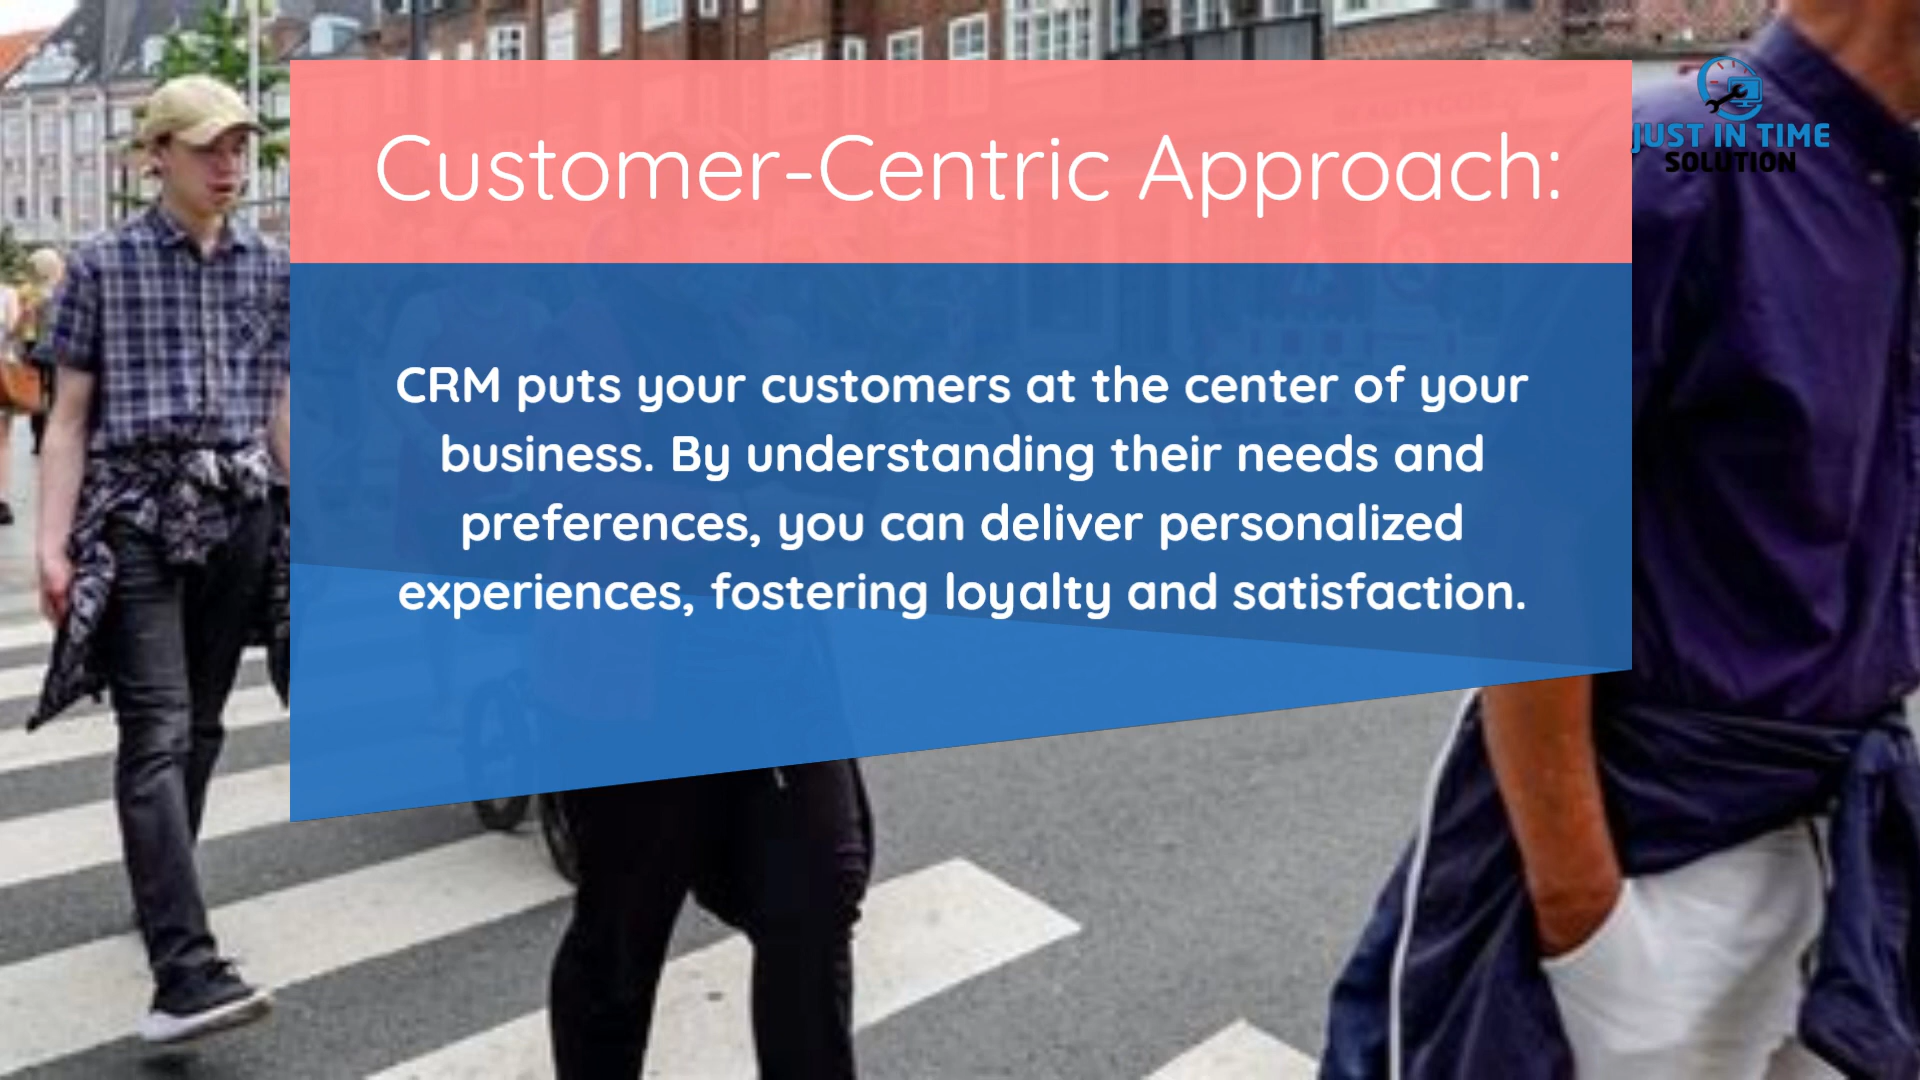 Customer-Centric Approach:
JUST IN TIME
SOLUTION
CRM puts your customers at the center of your
business. By understanding their needs and
preferences, you can deliver personalized
experiences, fostering loyalty and satisfaction.